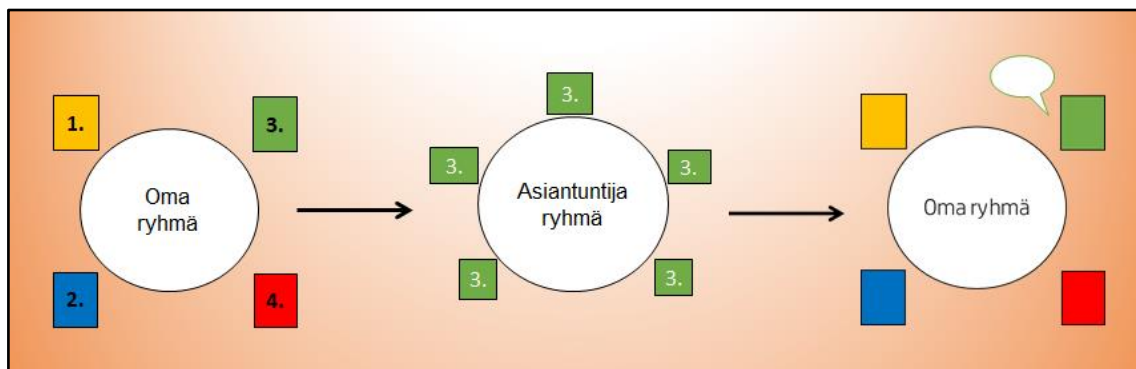 1.
3.
Oma
ryhmä
2.
4.
3.
3.
3.
Asiantuntija
ryhmä
3.
3.
Oma ryhmä